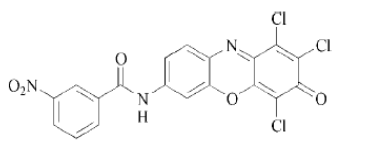 Cl
O N Cl
O₂N N O O
H Cl